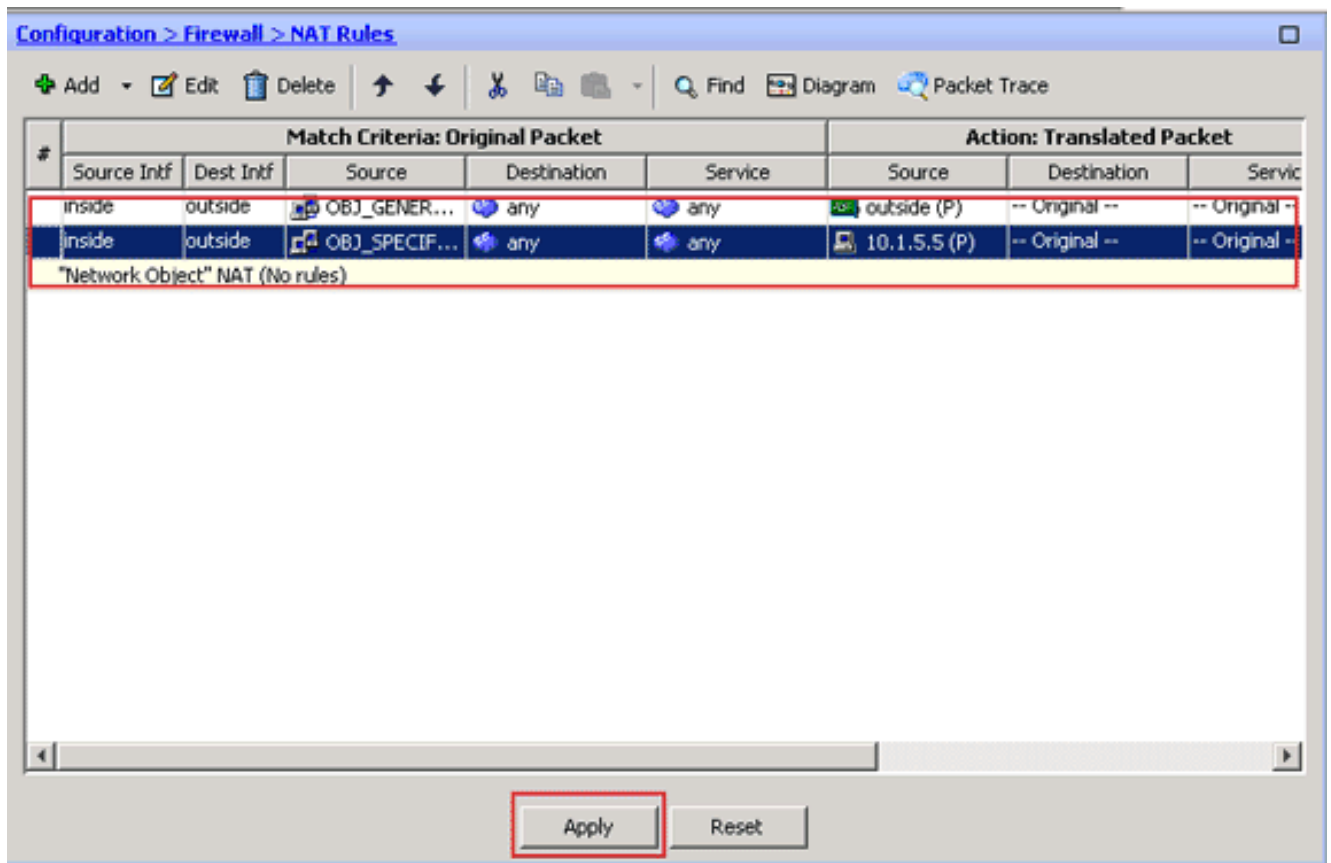 Configuration > Firewall > NAT Rules
Add Edit Delete Find Diagram Packet Trace
# Match Criteria: Original Packet Action: Translated Packet
Source Intf Dest Intf Source Destination Service Source Destination Servic
inside outside OBJ_GENER... any any outside (P) -- Original -- -- Original -
inside outside OBJ_SPECIF... any any 10.1.5.5 (P) -- Original -- -- Original -
"Network Object" NAT (No rules)
Apply Reset